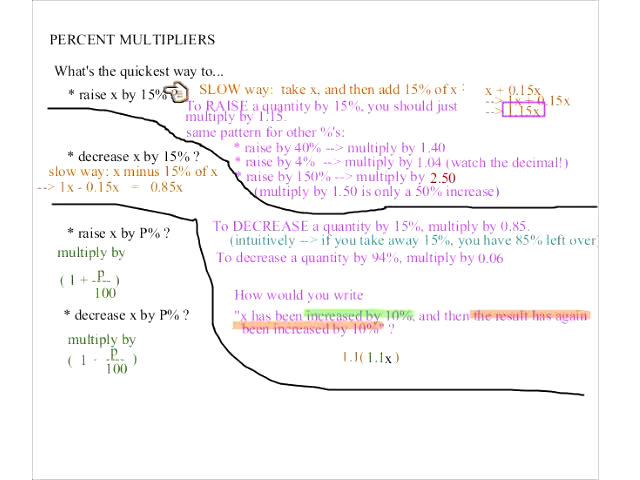 PERCENT MULTIPLIERS
What's the quickest way to...
* raise x by 15%
SLOW way: take x, and then add 15% of x :
x + 0.15x
--> 1x + 0.15x
--> 1.15x
To RAISE a quantity by 15%, you should just
multiply by 1.15.
same pattern for other %'s:
* raise by 40% --> multiply by 1.40
* raise by 4% --> multiply by 1.04 (watch the decimal!)
* raise by 150% --> multiply by 2.50
(multiply by 1.50 is only a 50% increase)
* decrease x by 15% ?
slow way: x minus 15% of x
--> 1x - 0.15x = 0.85x
To DECREASE a quantity by 15%, multiply by 0.85.
(intuitively --> if you take away 15%, you have 85% left over
To decrease a quantity by 94%, multiply by 0.06
* raise x by P% ?
multiply by
( 1 + p/100 )
* decrease x by P% ?
multiply by
( 1 - p/100 )
How would you write
"x has been increased by 10%, and then the result has again
been increased by 10%" ?
1.1( 1.1x )